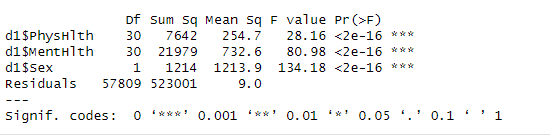 Df Sum Sq Mean Sq F value Pr(>F)
d1$PhysHlth 30 7642 254.7 28.16 <2e-16 ***
d1$MentHlth 30 21979 732.6 80.98 <2e-16 ***
d1$Sex 1 1214 1213.9 134.18 <2e-16 ***
Residuals 57809 523001 9.0
---
Signif. codes: 0 ‘***’ 0.001 ‘**’ 0.01 ‘*’ 0.05 ‘.’ 0.1 ‘ ’ 1